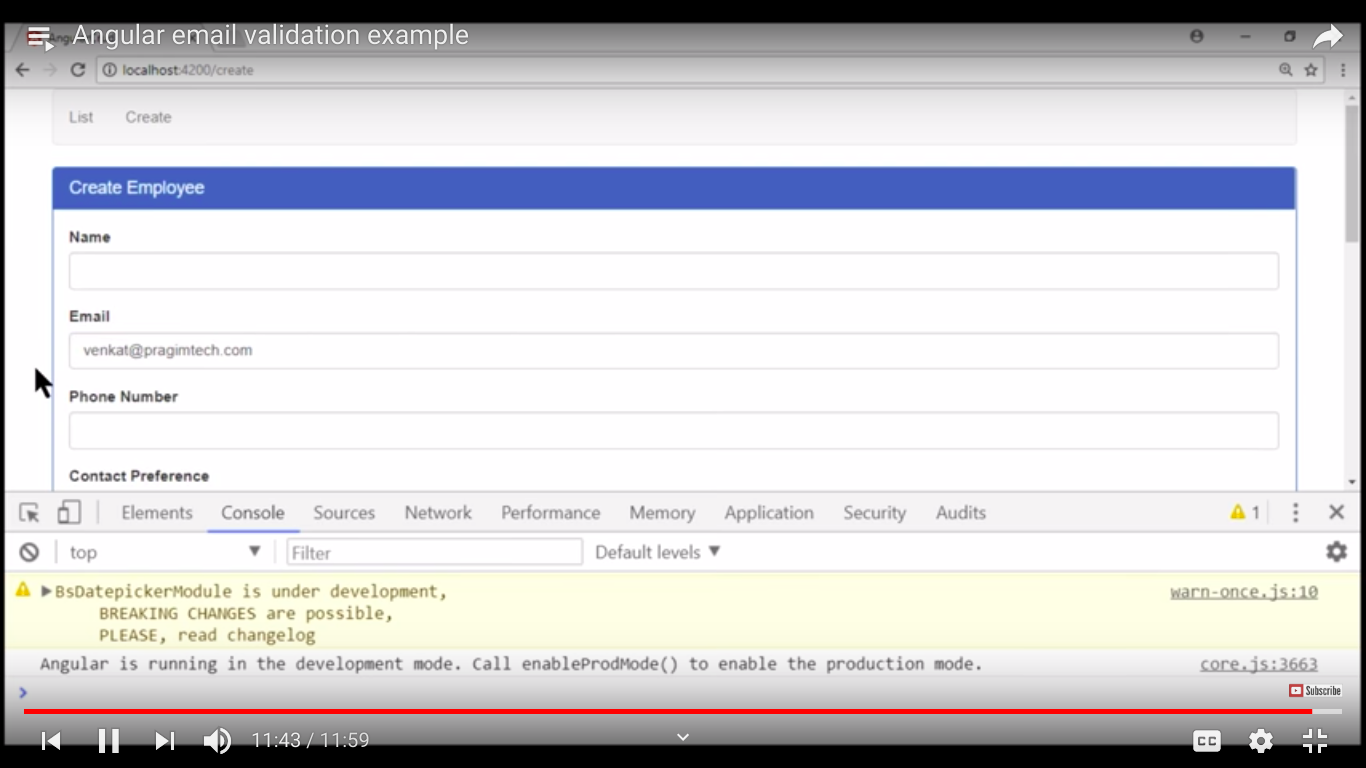 Angular email validation example
localhost:4200/create
List Create
Create Employee
Name
Email
venkat@pragimtech.com
Phone Number
Contact Preference
Elements Console Sources Network Performance Memory Application Security Audits 1
top Filter Default levels
BsDatepickerModule is under development, warn-once.js:10
BREAKING CHANGES are possible,
PLEASE, read changelog
Angular is running in the development mode. Call enableProdMode() to enable the production mode. core.js:3663
Subscribe
11:43 / 11:59 CC